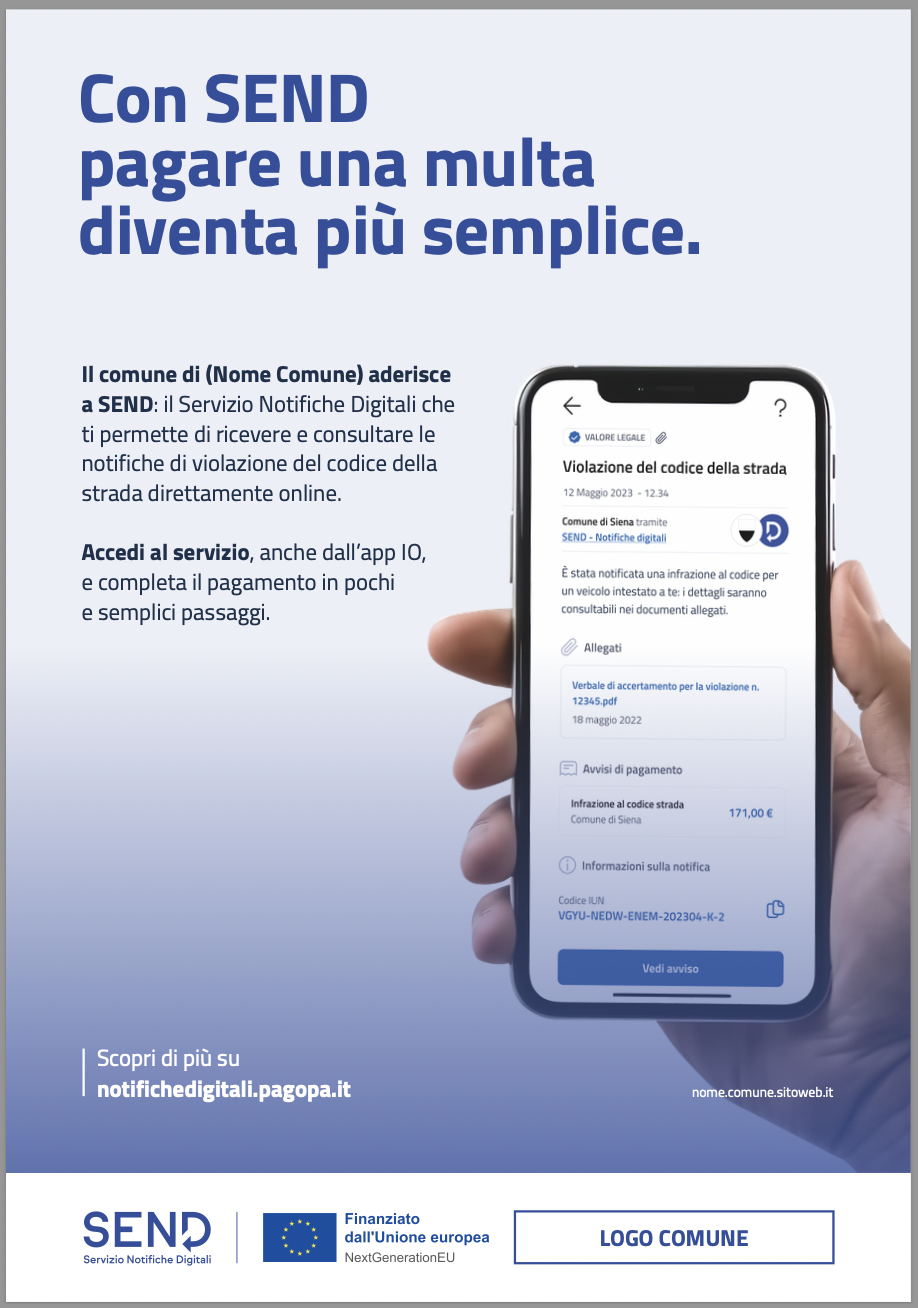 Con SEND
pagare una multa
diventa più semplice.
Il comune di (Nome Comune) aderisce
a SEND: il Servizio Notifiche Digitali che
ti permette di ricevere e consultare le
notifiche di violazione del codice della
strada direttamente online.
Accedi al servizio, anche dall’app IO,
e completa il pagamento in pochi
e semplici passaggi.
VALORE LEGALE
Violazione del codice della strada
12 Maggio 2023 - 12.34
Comune di Siena tramite
SEND - Notifiche digitali
È stata notificata una infrazione al codice per
un veicolo intestato a te: i dettagli saranno
consultabili nei documenti allegati.
Allegati
Verbale di accertamento per la violazione n.
12345.pdf
18 maggio 2022
Avvisi di pagamento
Infrazione al codice strada
171,00 €
Comune di Siena
Informazioni sulla notifica
Codice IUN
VGYU-NEDW-ENEM-202304-K-2
Vedi avviso
Scopri di più su
notifichedigitali.pagopa.it
nome.comune.sitoweb.it
SEND
Servizio Notifiche Digitali
Finanziato
dall'Unione europea
NextGenerationEU
LOGO COMUNE